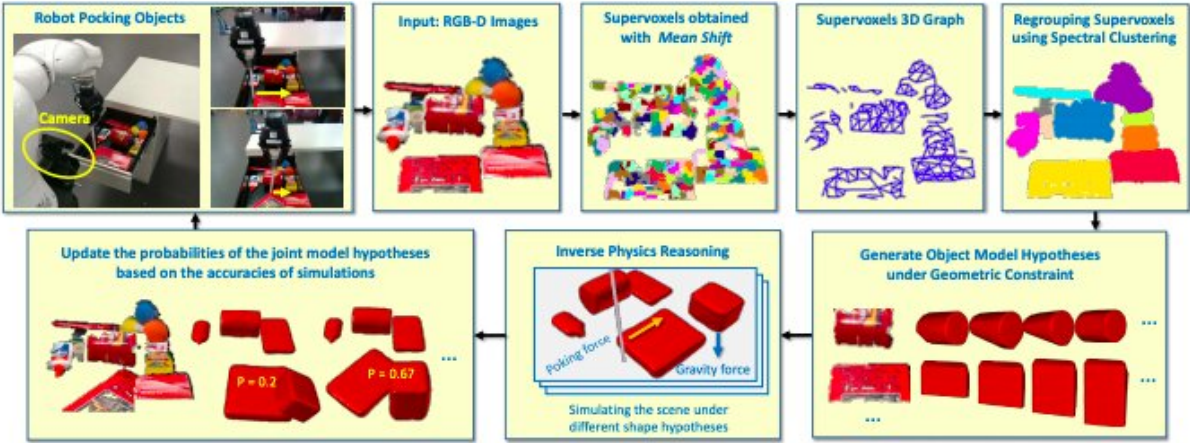 Robot Pocking Objects
Camera
Input: RGB-D Images
Supervoxels obtained
with Mean Shift
Supervoxels 3D Graph
Regrouping Supervoxels
using Spectral Clustering
Update the probabilities of the joint model hypotheses
based on the accuracies of simulations
P = 0.2
P = 0.67
...
Inverse Physics Reasoning
Poking force
Gravity force
Simulating the scene under
different shape hypotheses
Generate Object Model Hypotheses
under Geometric Constraint
...
...
...